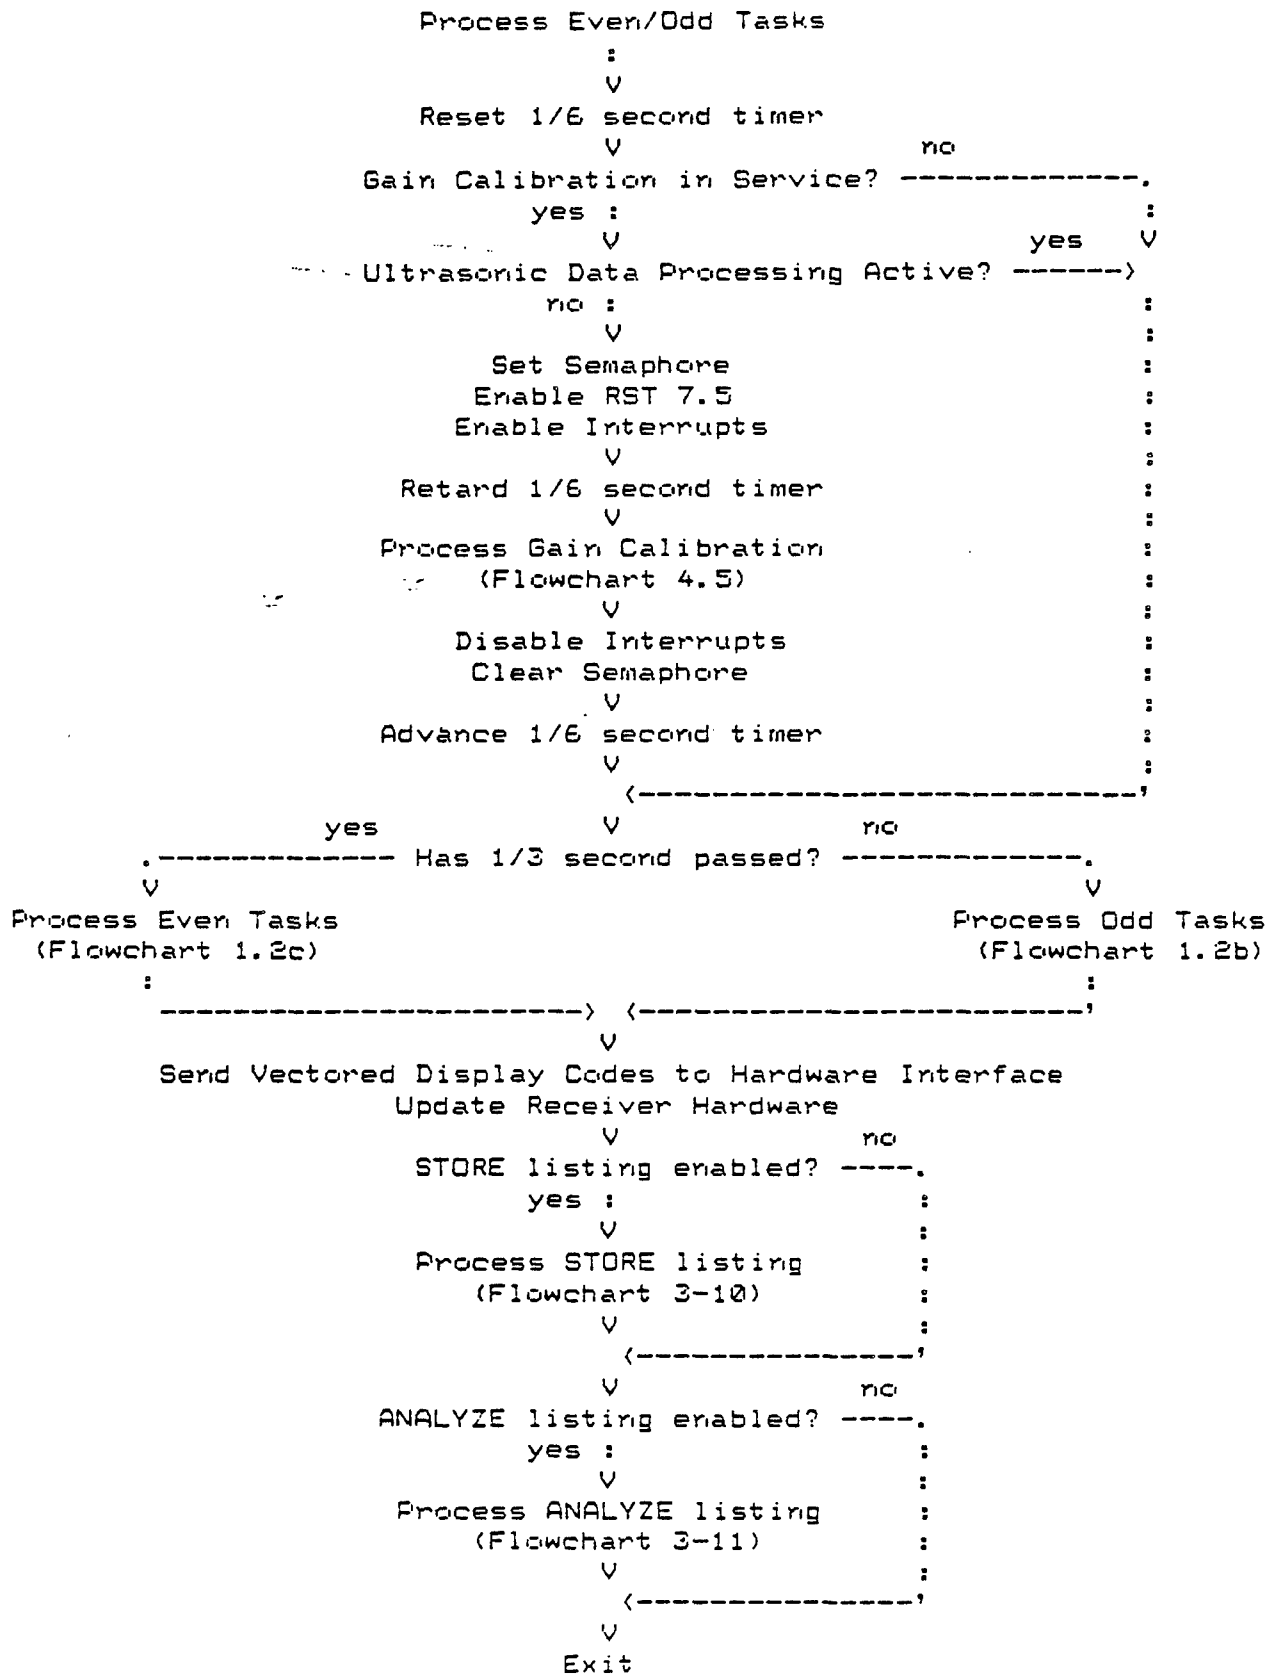 Process Even/Odd Tasks
:
V
Reset 1/6 second timer
V no
Gain Calibration in Service? -------------.
yes : :
V yes V
Ultrasonic Data Processing Active? ------>
no : :
V :
Set Semaphore :
Enable RST 7.5 :
Enable Interrupts :
V :
Retard 1/6 second timer :
V :
Process Gain Calibration :
(Flowchart 4.5) :
V :
Disable Interrupts :
Clear Semaphore :
V :
Advance 1/6 second timer :
V :
<---------------------------'
yes V no
.------------- Has 1/3 second passed? -------------.
V V
Process Even Tasks Process Odd Tasks
(Flowchart 1.2c) (Flowchart 1.2b)
: :
-----------------------> <------------------------'
V
Send Vectored Display Codes to Hardware Interface
Update Receiver Hardware
V no
STORE listing enabled? ----.
yes : :
V :
Process STORE listing :
(Flowchart 3-10) :
V :
<---------------'
V no
ANALYZE listing enabled? ----.
yes : :
V :
Process ANALYZE listing :
(Flowchart 3-11) :
V :
<---------------'
V
Exit